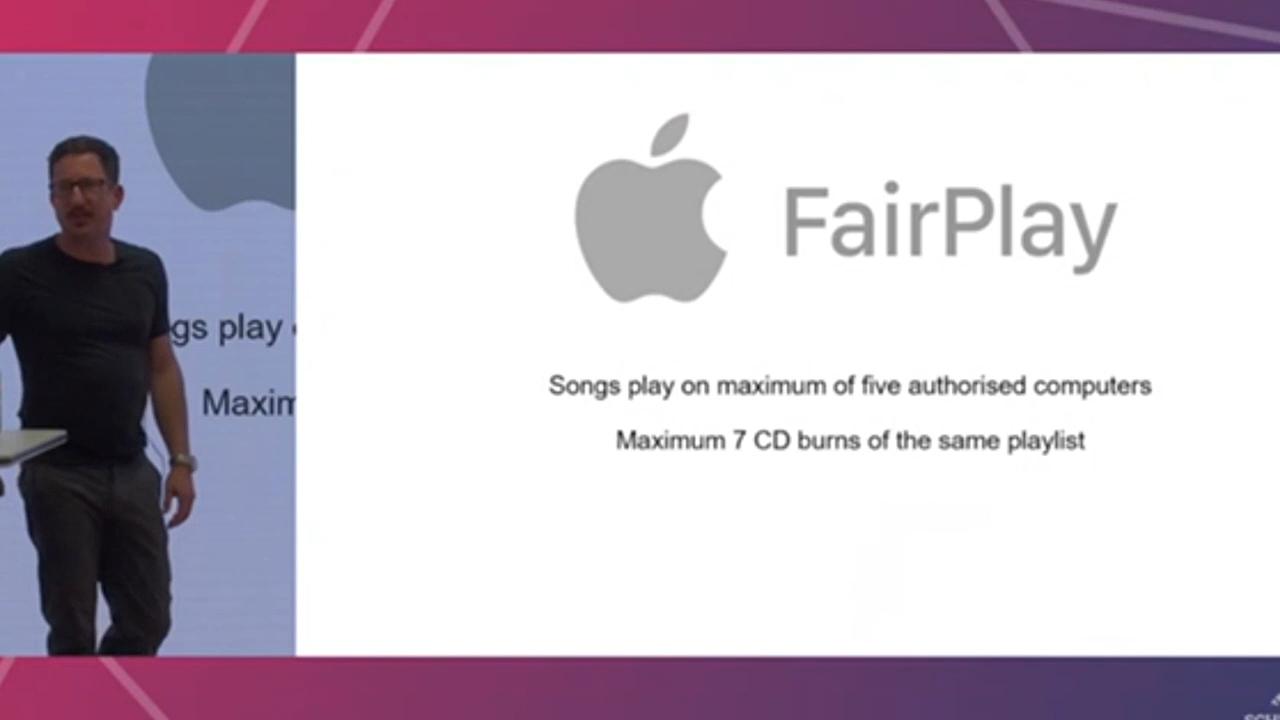 FairPlay
gs play
Maxim
Songs play on maximum of five authorised computers
Maximum 7 CD burns of the same playlist